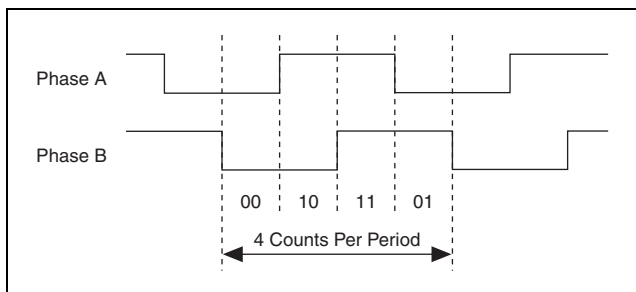 Phase A
Phase B
00 10 11 01
4 Counts Per Period